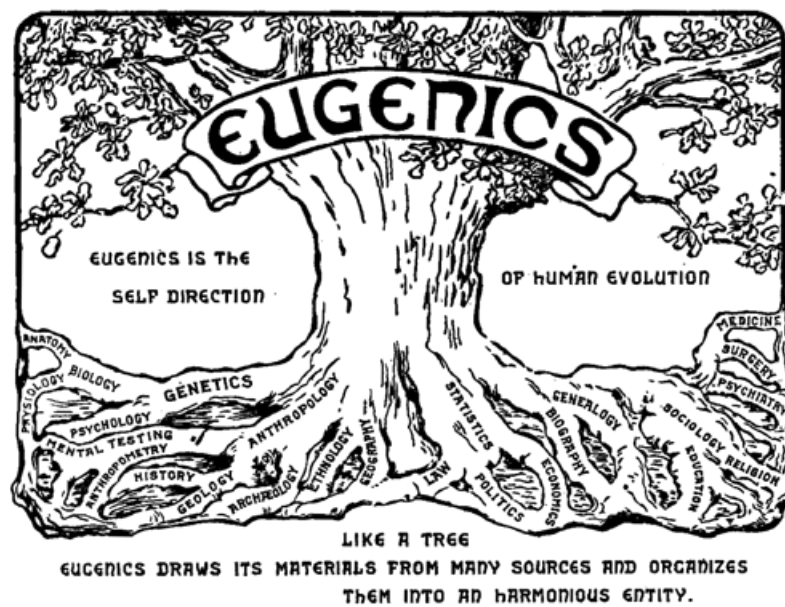 EUGENICS
EUGENICS IS THE
SELF DIRECTION
OF HUMAN EVOLUTION
ANATOMY
PHYSIOLOGY
BIOLOGY
GENETICS
PSYCHOLOGY
MENTAL TESTING
ANTHROPOMETRY
HISTORY
ANTHROPOLOGY
GEOLOGY
ARCHÆOLOGY
ETHNOLOGY
GEOGRAPHY
LAW
STATISTICS
POLITICS
ECONOMICS
BIOGRAPHY
GENEALOGY
EDUCATION
SOCIOLOGY
RELIGION
PSYCHIATRY
SURGERY
MEDICINE
LIKE A TREE
EUGENICS DRAWS ITS MATERIALS FROM MANY SOURCES AND ORGANIZES
THEM INTO AN HARMONIOUS ENTITY.